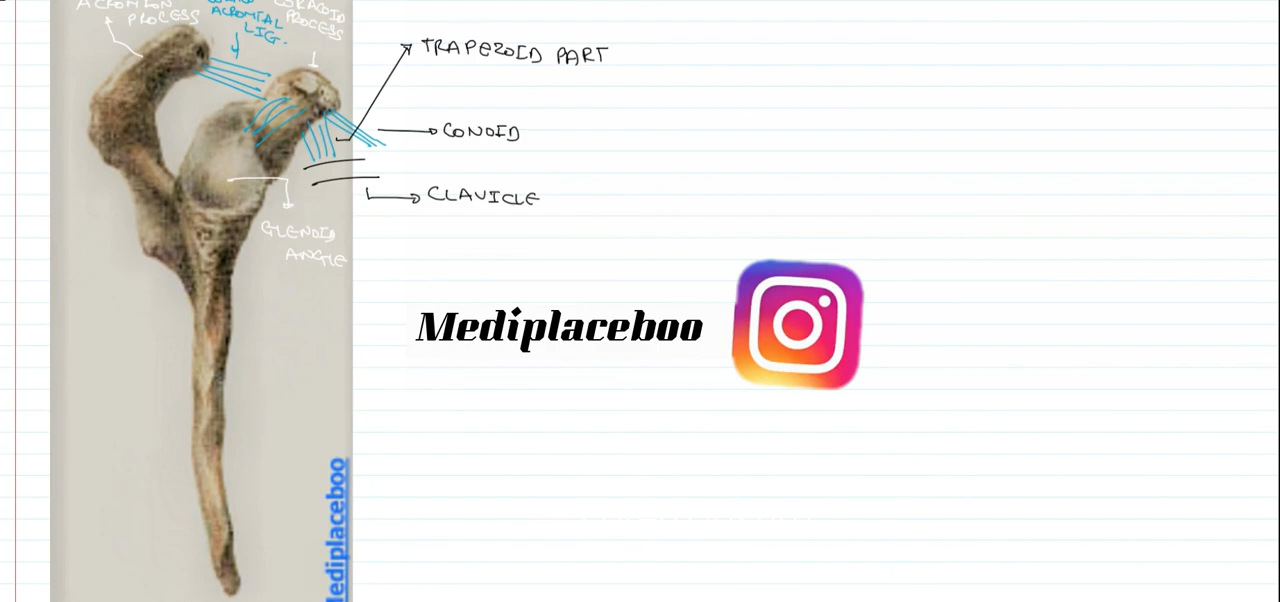 ACROMION
PROCESS
ACROMIAL
LIG.
CORACOID
PROCESS
TRAPEZOID PART
CONOID
CLAVICLE
GLENOID
ANGLE
Mediplaceboo
Mediplaceboo